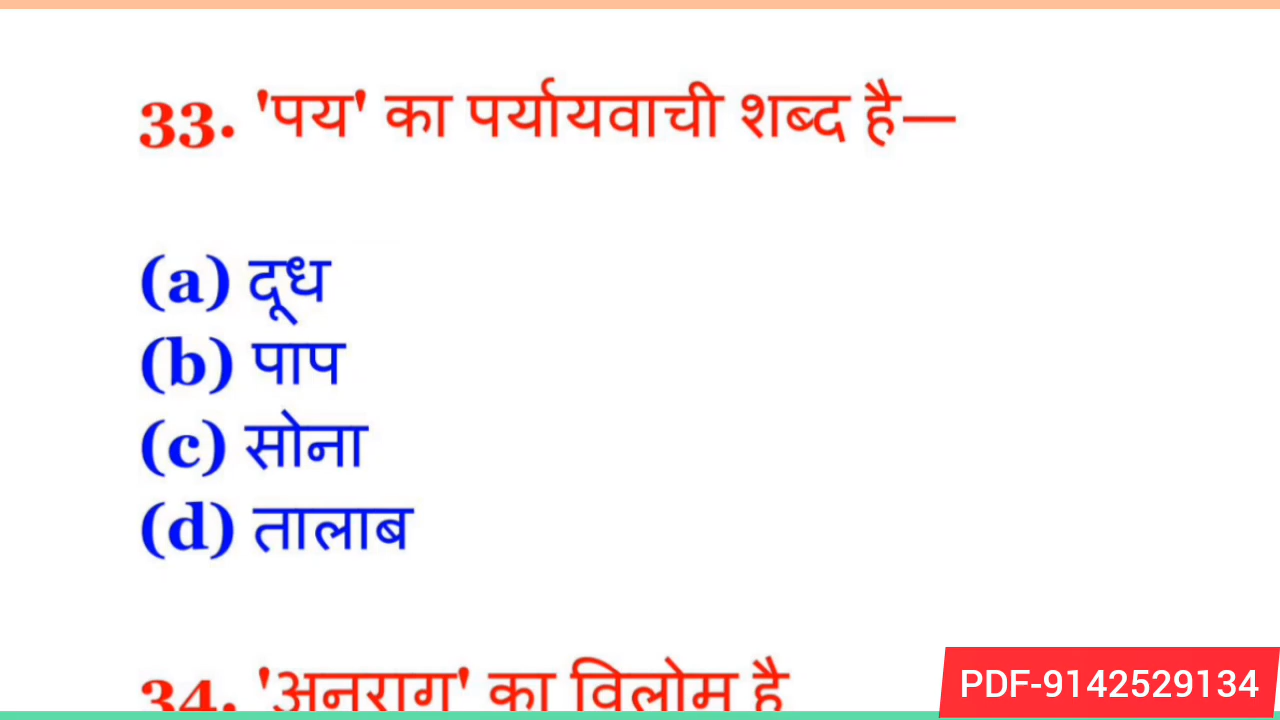 33. 'पय' का पर्यायवाची शब्द है—
(a) दूध
(b) पाप
(c) सोना
(d) तालाब
34. 'अनुराग' का विलोम है
PDF-9142529134